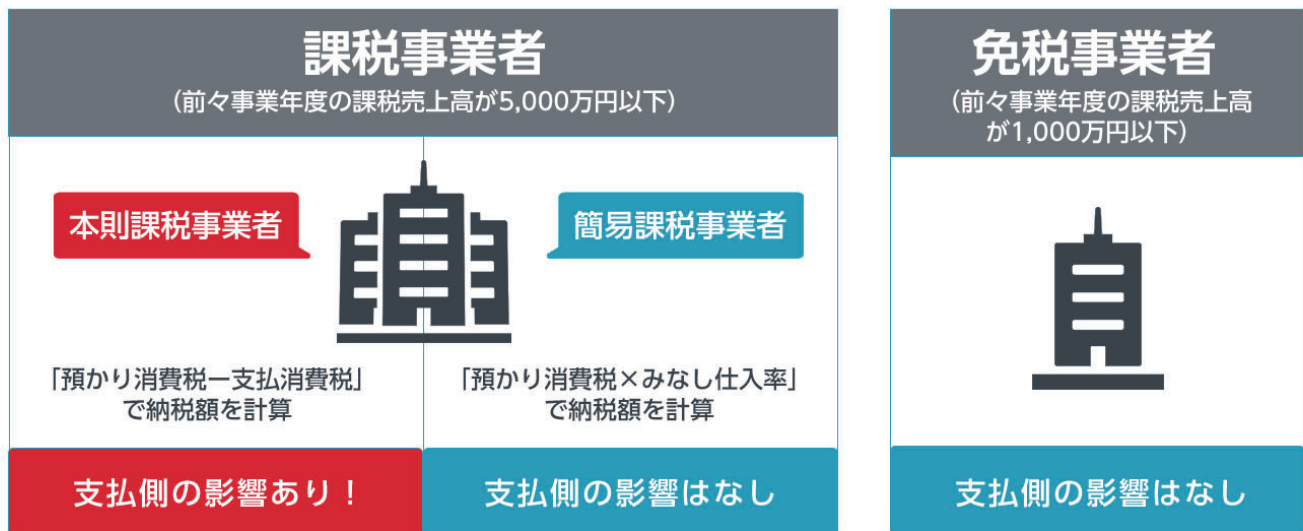 課税事業者
（前々事業年度の課税売上高が5,000万円以下）
本則課税事業者
簡易課税事業者
「預かり消費税ー支払消費税」
で納税額を計算
「預かり消費税×みなし仕入率」
で納税額を計算
支払側の影響あり！
支払側の影響はなし
免税事業者
（前々事業年度の課税売上高
が1,000万円以下）
支払側の影響はなし